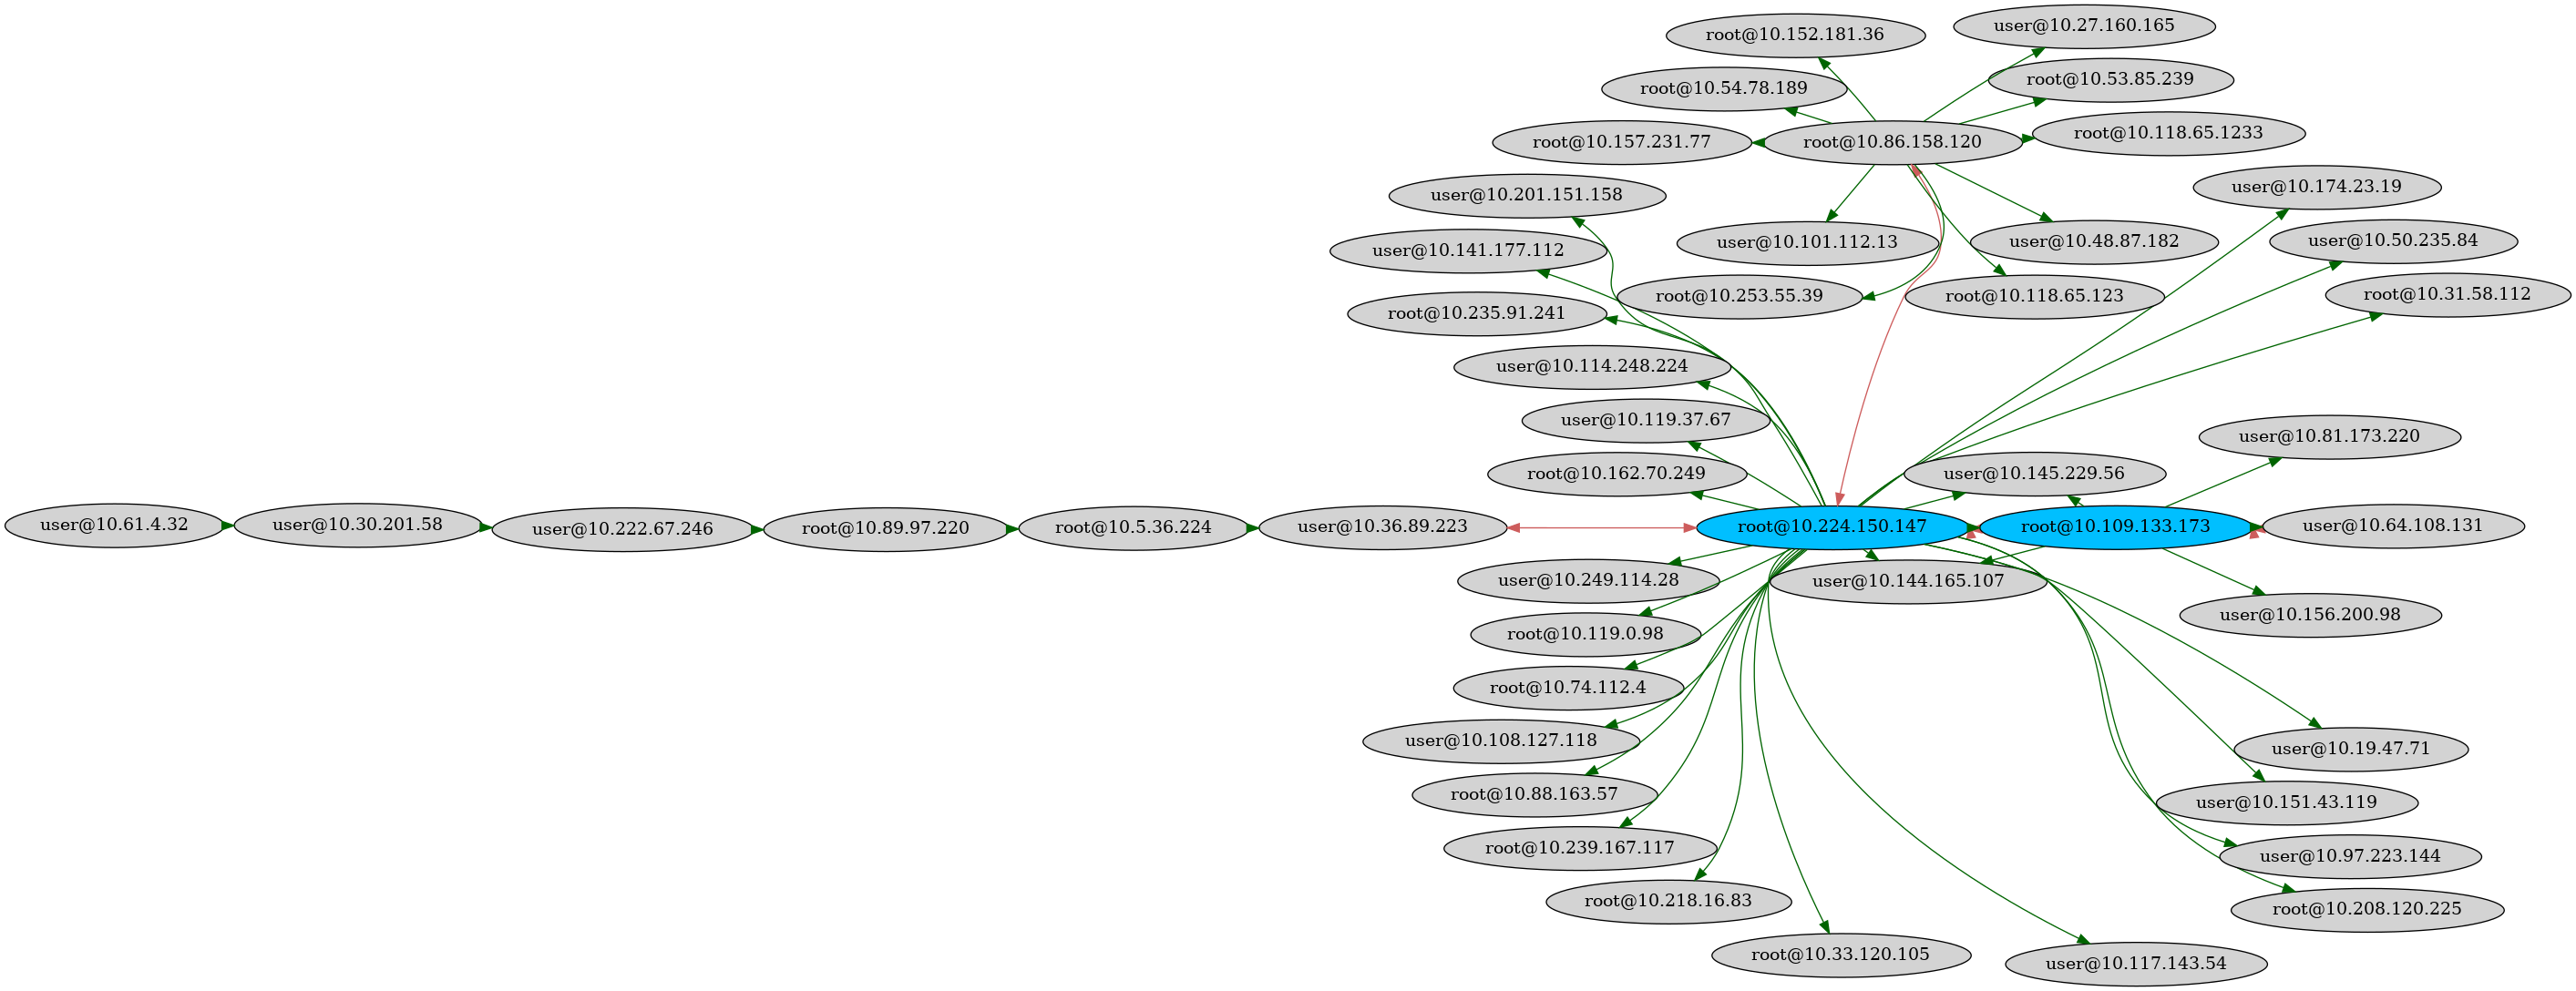 user@10.27.160.165
root@10.152.181.36
root@10.53.85.239
root@10.54.78.189
root@10.118.65.1233
root@10.157.231.77
root@10.86.158.120
user@10.174.23.19
user@10.201.151.158
user@10.50.235.84
user@10.48.87.182
user@10.101.112.13
user@10.141.177.112
root@10.31.58.112
root@10.253.55.39
root@10.118.65.123
root@10.235.91.241
user@10.114.248.224
user@10.119.37.67
user@10.81.173.220
root@10.162.70.249
user@10.145.229.56
user@10.61.4.32
user@10.30.201.58
user@10.222.67.246
root@10.89.97.220
root@10.5.36.224
user@10.36.89.223
root@10.224.150.147
root@10.109.133.173
user@10.64.108.131
user@10.249.114.28
user@10.144.165.107
user@10.156.200.98
root@10.119.0.98
root@10.74.112.4
user@10.108.127.118
user@10.19.47.71
root@10.88.163.57
user@10.151.43.119
root@10.239.167.117
user@10.97.223.144
root@10.218.16.83
root@10.208.120.225
root@10.33.120.105
user@10.117.143.54